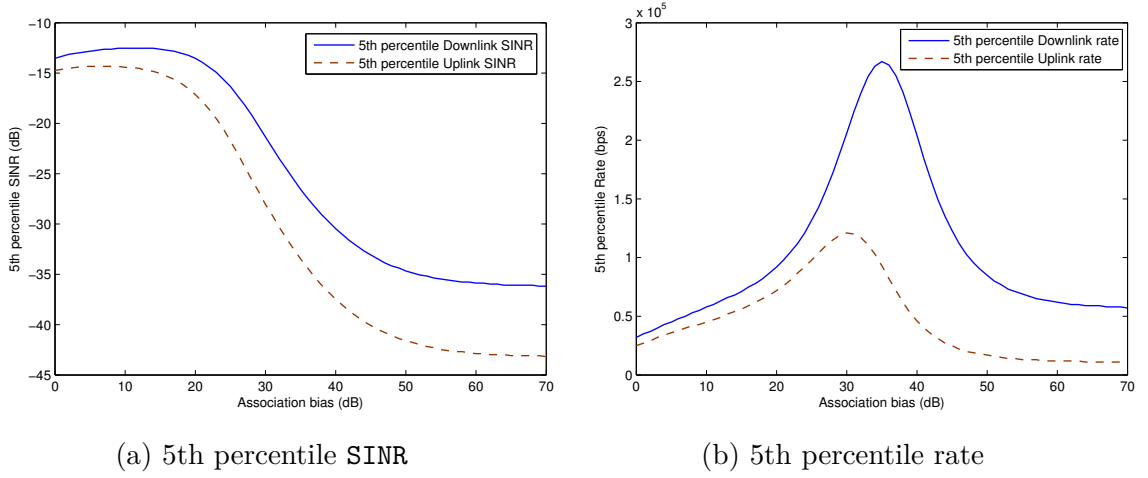 −10
−15
−20
−25
−30
−35
−40
−45
0 10 20 30 40 50 60 70
Association bias (dB)
5th percentile SINR (dB)
5th percentile Downlink SINR
5th percentile Uplink SINR
(a) 5th percentile SINR
x 10^5
3
2.5
2
1.5
1
0.5
0
0 10 20 30 40 50 60 70
Association bias (dB)
5th percentile Rate (bps)
5th percentile Downlink rate
5th percentile Uplink rate
(b) 5th percentile rate